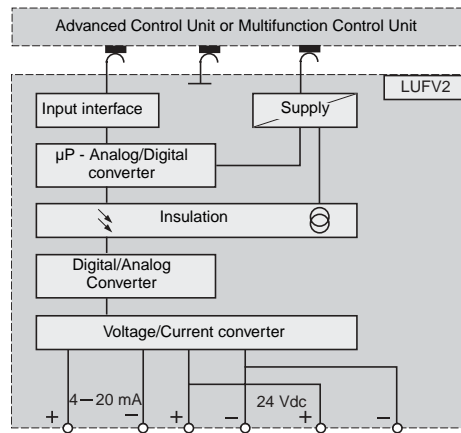 Advanced Control Unit or Multifunction Control Unit
LUFV2
Input interface
Supply
µP - Analog/Digital
converter
Insulation
Digital/Analog
Converter
Voltage/Current converter
4—20 mA
24 Vdc
+
−
+
−
+
−